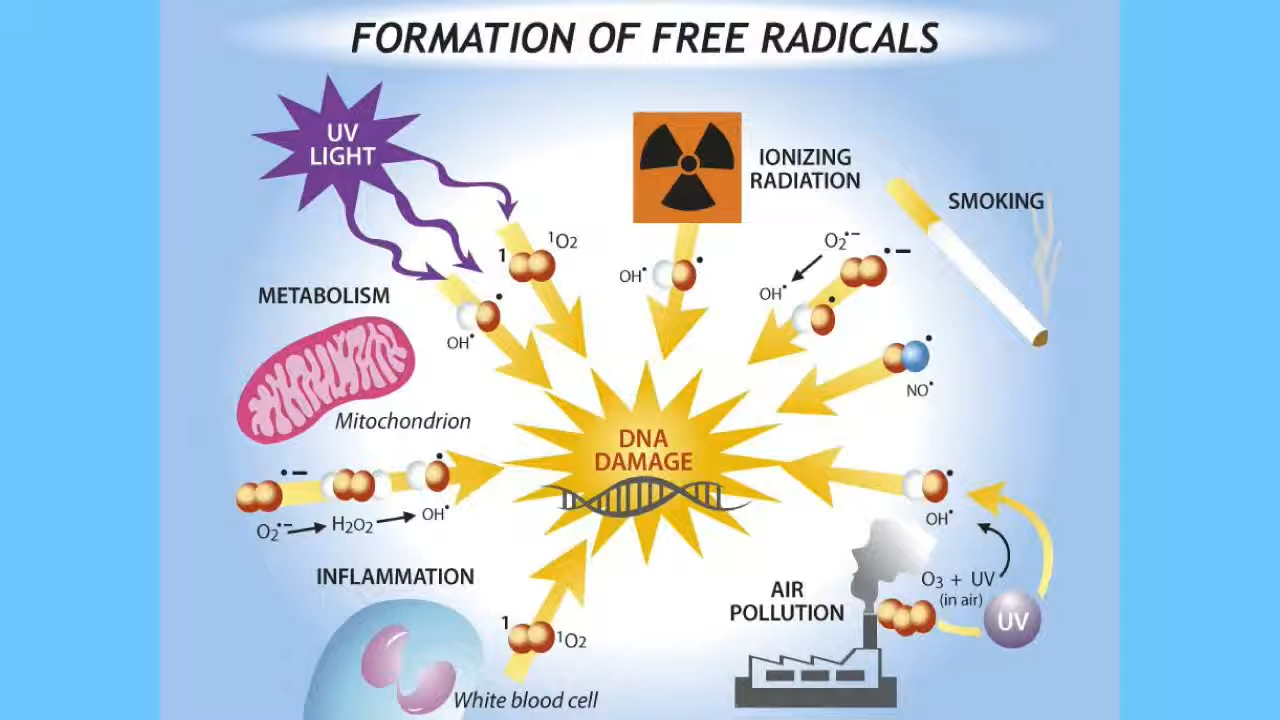 FORMATION OF FREE RADICALS
UV
LIGHT
IONIZING
RADIATION
SMOKING
1
¹O2
OH•
OH•
O2•–
• –
OH•
•
NO•
METABOLISM
Mitochondrion
DNA
DAMAGE
• –
O2•–
H2O2
OH•
OH•
INFLAMMATION
1
¹O2
White blood cell
AIR
POLLUTION
O3 + UV
(in air)
UV